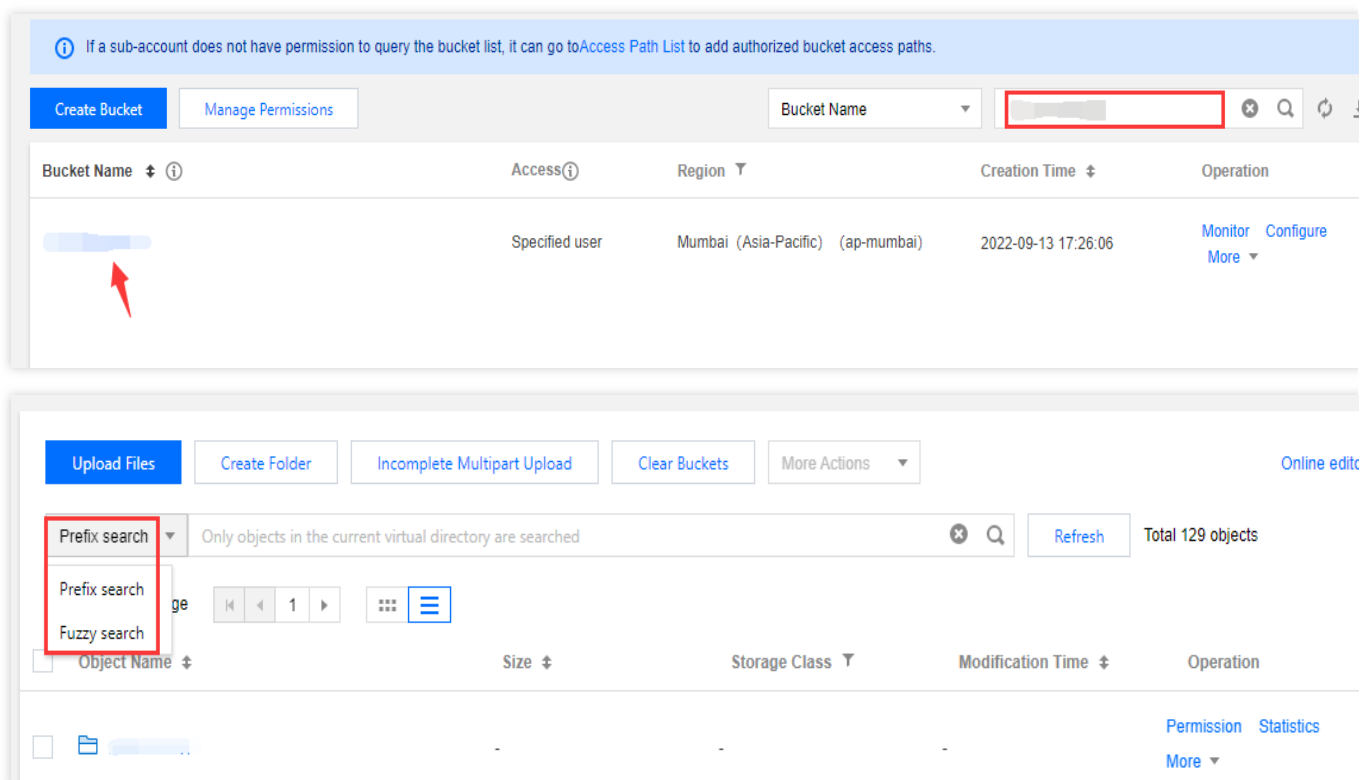 If a sub-account does not have permission to query the bucket list, it can go toAccess Path List to add authorized bucket access paths.
Create Bucket Manage Permissions Bucket Name
Bucket Name Access Region Creation Time Operation
Specified user Mumbai (Asia-Pacific) (ap-mumbai) 2022-09-13 17:26:06 Monitor Configure
More
Upload Files Create Folder Incomplete Multipart Upload Clear Buckets More Actions Online edito
Prefix search Only objects in the current virtual directory are searched Refresh Total 129 objects
Prefix search
ge 1
Fuzzy search
Object Name Size Storage Class Modification Time Operation
- - - Permission Statistics
More